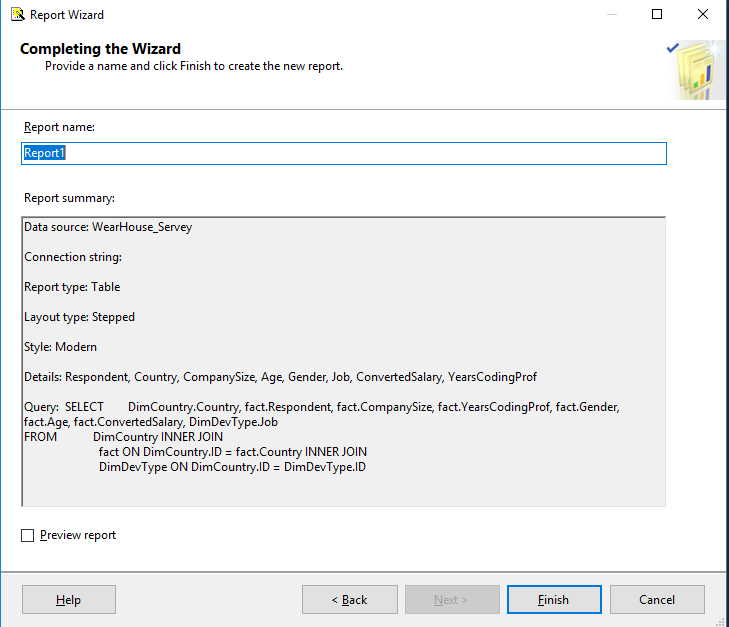 Report Wizard
Completing the Wizard
Provide a name and click Finish to create the new report.
Report name:
Report1
Report summary:
Data source: WearHouse_Servey
Connection string:
Report type: Table
Layout type: Stepped
Style: Modern
Details: Respondent, Country, CompanySize, Age, Gender, Job, ConvertedSalary, YearsCodingProf
Query: SELECT DimCountry.Country, fact.Respondent, fact.CompanySize, fact.YearsCodingProf, fact.Gender,
fact.Age, fact.ConvertedSalary, DimDevType.Job
FROM DimCountry INNER JOIN
fact ON DimCountry.ID = fact.Country INNER JOIN
DimDevType ON DimCountry.ID = DimDevType.ID
Preview report
Help
< Back
Next >
Finish
Cancel